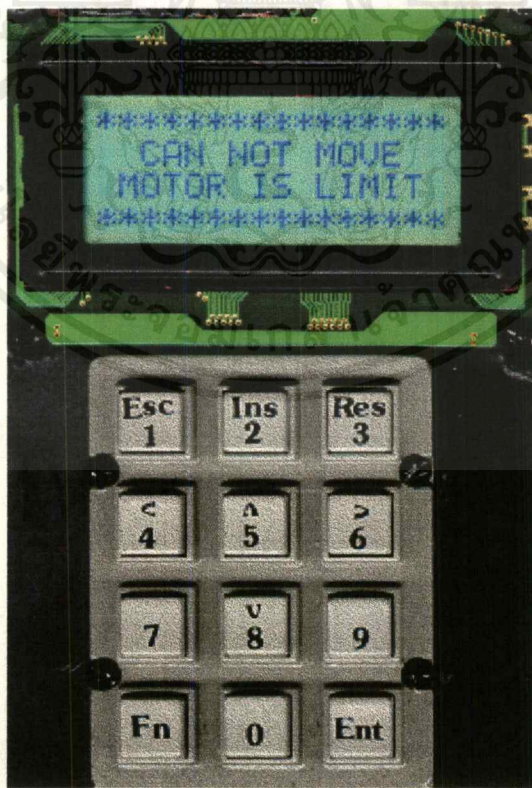 ****************
CAN NOT MOVE
MOTOR IS LIMIT
****************
Esc Ins Res
1 2 3
< ^ >
4 5 6
v
7 8 9
Fn 0 Ent